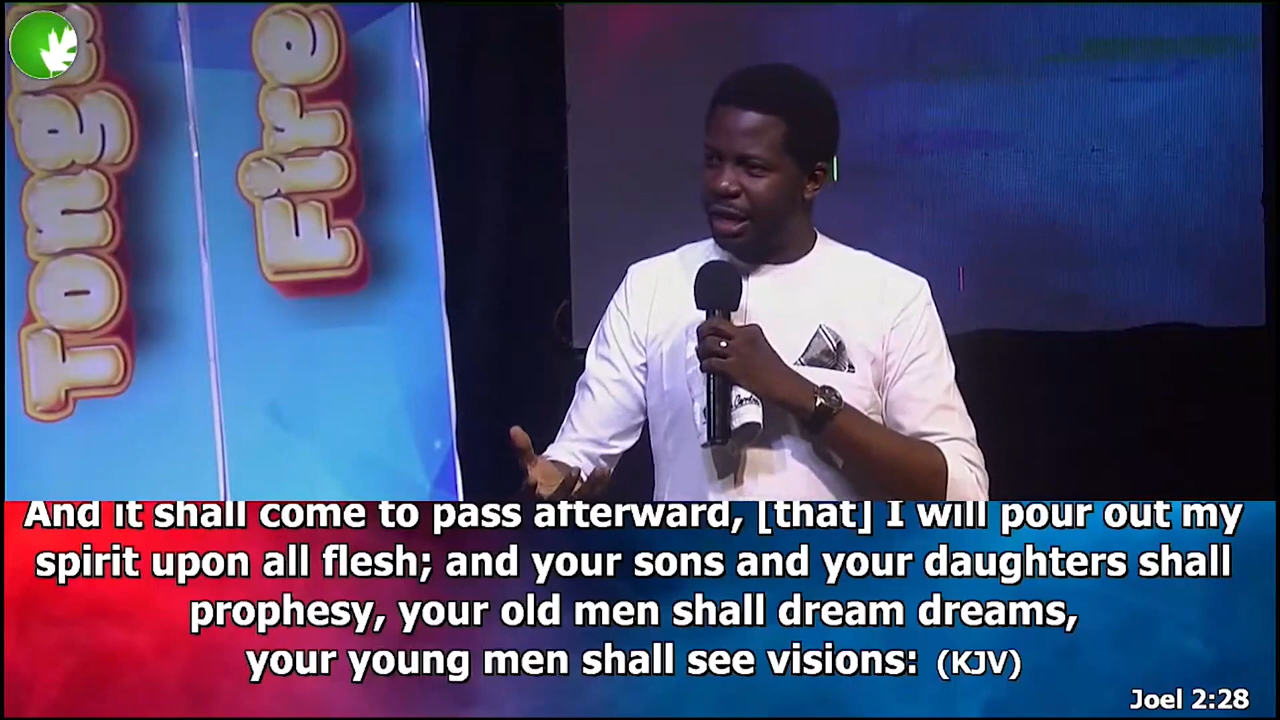 Fire
And it shall come to pass afterward, [that] I will pour out my
spirit upon all flesh; and your sons and your daughters shall
prophesy, your old men shall dream dreams,
your young men shall see visions: (KJV)
Joel 2:28